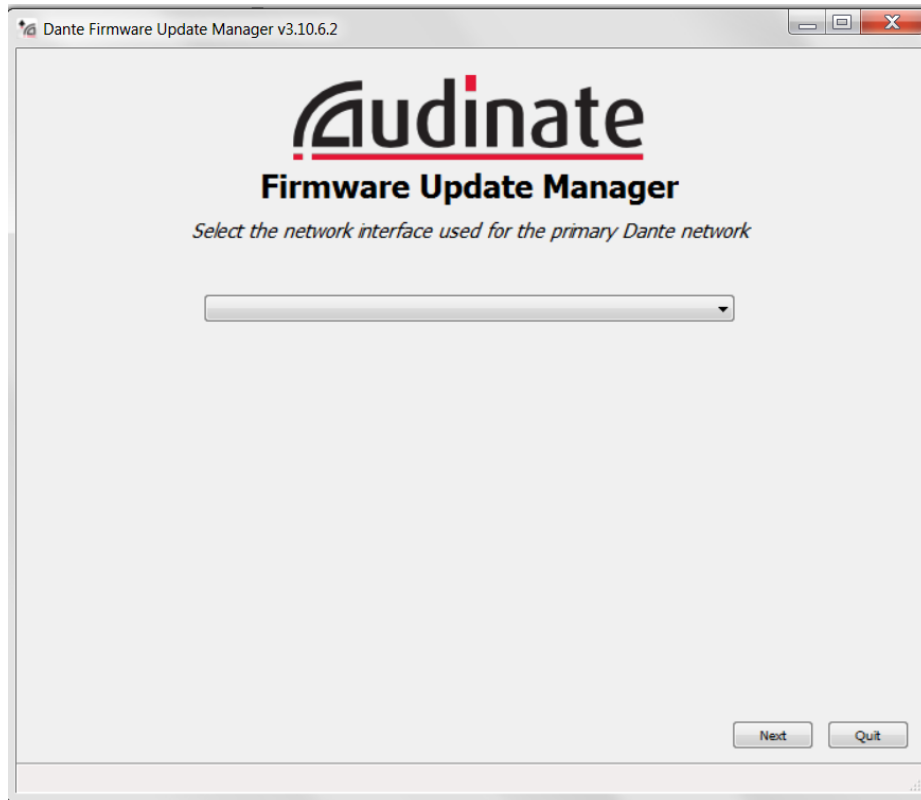 Dante Firmware Update Manager v3.10.6.2
Audinate
Firmware Update Manager
Select the network interface used for the primary Dante network
Next Quit